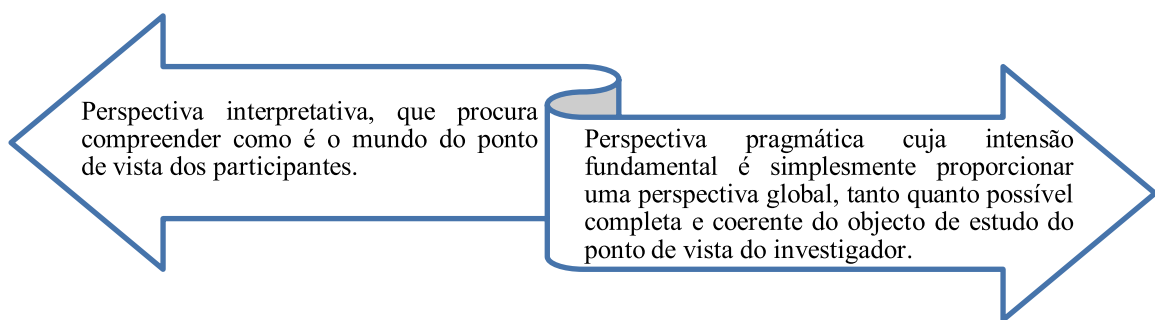 Perspectiva interpretativa, que procura
compreender como é o mundo do ponto
de vista dos participantes.
Perspectiva pragmática cuja intensão
fundamental é simplesmente proporcionar
uma perspectiva global, tanto quanto possível
completa e coerente do objecto de estudo do
ponto de vista do investigador.